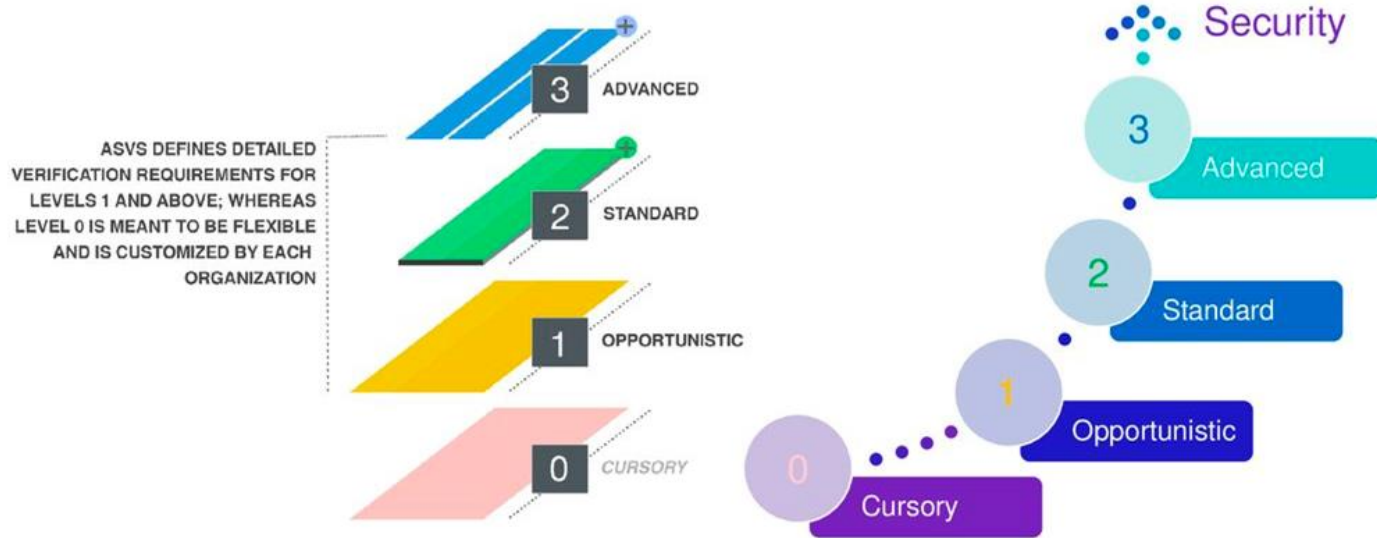 3
ADVANCED
ASVS DEFINES DETAILED
VERIFICATION REQUIREMENTS FOR
LEVELS 1 AND ABOVE; WHEREAS
LEVEL 0 IS MEANT TO BE FLEXIBLE
AND IS CUSTOMIZED BY EACH
ORGANIZATION
2
STANDARD
1
OPPORTUNISTIC
0
CURSORY
Security
3
Advanced
2
Standard
1
Opportunistic
0
Cursory